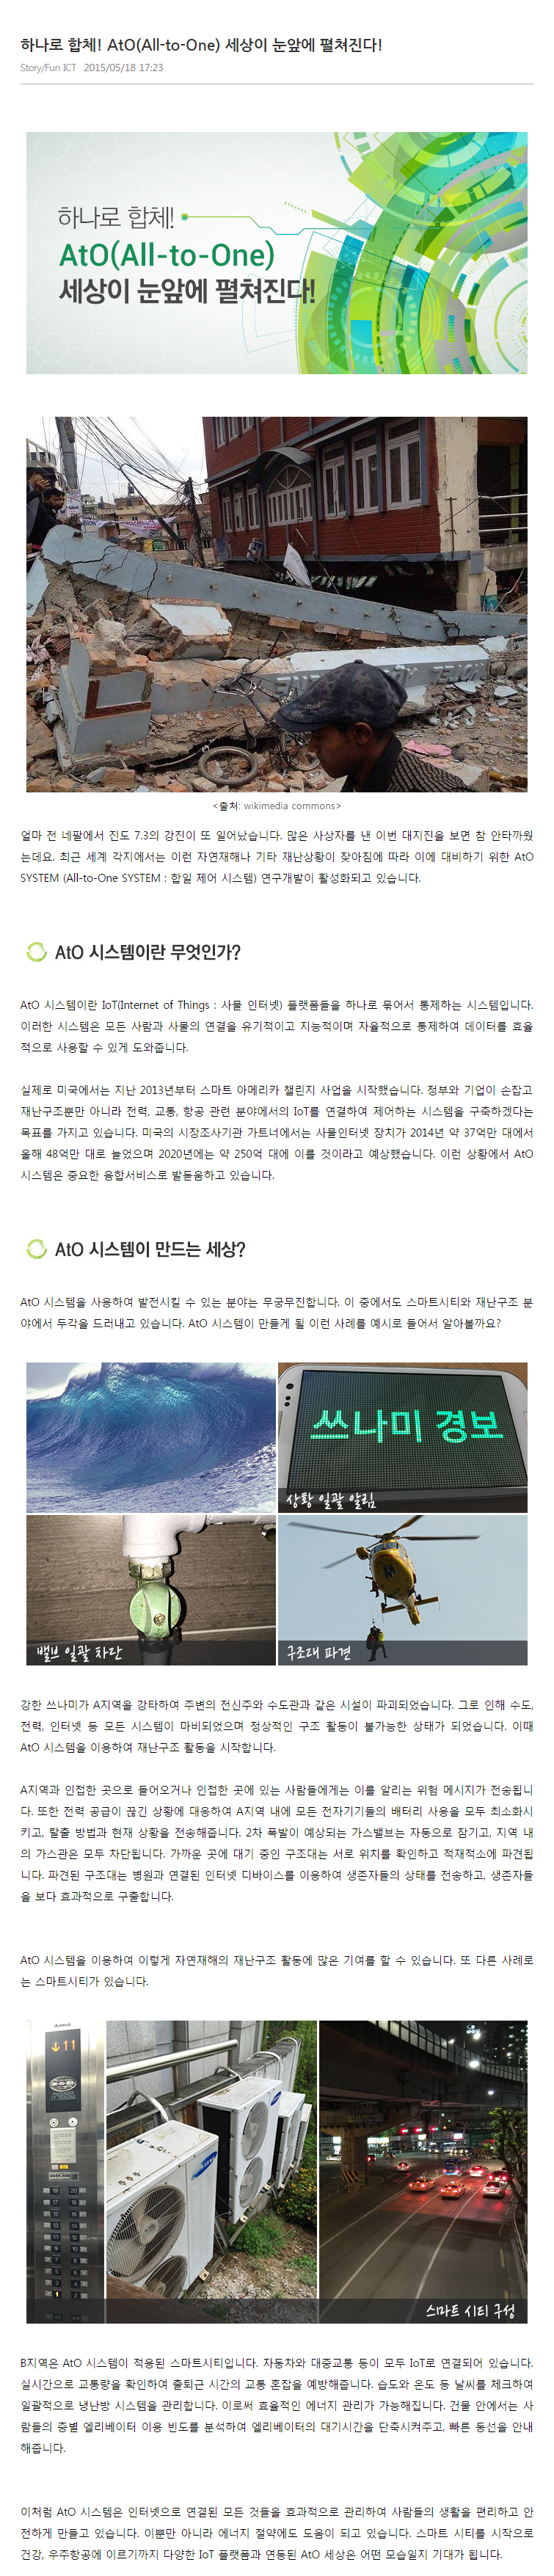 하나로 합체! AtO(All-to-One) 세상이 눈앞에 펼쳐진다!
Story/Fun ICT 2015/05/18 17:23
하나로 합체!
AtO(All-to-One)
세상이 눈앞에 펼쳐진다!
<출처: wikimedia commons>
얼마 전 네팔에서 진도 7.3의 강진이 또 일어났습니다. 많은 사상자를 낸 이번 대지진을 보면 참 안타까웠
는데요. 최근 세계 각지에서는 이런 자연재해나 기타 재난상황이 잦아짐에 따라 이에 대비하기 위한 AtO
SYSTEM (All-to-One SYSTEM : 합일 제어 시스템) 연구개발이 활성화되고 있습니다.
AtO 시스템이란 무엇인가?
AtO 시스템이란 IoT(Internet of Things : 사물 인터넷) 플랫폼들을 하나로 묶어서 통제하는 시스템입니다.
이러한 시스템은 모든 사람과 사물의 연결을 유기적이고 지능적이며 자율적으로 통제하여 데이터를 효율
적으로 사용할 수 있게 도와줍니다.
실제로 미국에서는 지난 2013년부터 스마트 아메리카 챌린지 사업을 시작했습니다. 정부와 기업이 손잡고
재난구조뿐만 아니라 전력, 교통, 항공 관련 분야에서의 IoT를 연결하여 제어하는 시스템을 구축하겠다는
목표를 가지고 있습니다. 미국의 시장조사기관 가트너에서는 사물인터넷 장치가 2014년 약 37억만 대에서
올해 48억만 대로 늘었으며 2020년에는 약 250억 대에 이를 것이라고 예상했습니다. 이런 상황에서 AtO
시스템은 중요한 융합서비스로 발돋움하고 있습니다.
AtO 시스템이 만드는 세상?
AtO 시스템을 사용하여 발전시킬 수 있는 분야는 무궁무진합니다. 이 중에서도 스마트시티와 재난구조 분
야에서 두각을 드러내고 있습니다. AtO 시스템이 만들게 될 이런 사례를 예시로 들어서 알아볼까요?
쓰나미 경보
상황 일괄 알림
밸브 일괄 차단
구조대 파견
강한 쓰나미가 A지역을 강타하여 주변의 전신주와 수도관과 같은 시설이 파괴되었습니다. 그로 인해 수도,
전력, 인터넷 등 모든 시스템이 마비되었으며 정상적인 구조 활동이 불가능한 상태가 되었습니다. 이때
AtO 시스템을 이용하여 재난구조 활동을 시작합니다.
A지역과 인접한 곳으로 들어오거나 인접한 곳에 있는 사람들에게는 이를 알리는 위험 메시지가 전송됩니
다. 또한 전력 공급이 끊긴 상황에 대응하여 A지역 내에 모든 전자기기들의 배터리 사용을 모두 최소화시
키고, 탈출 방법과 현재 상황을 전송해줍니다. 2차 폭발이 예상되는 가스밸브는 자동으로 잠기고, 지역 내
의 가스관은 모두 차단됩니다. 가까운 곳에 대기 중인 구조대는 서로 위치를 확인하고 적재적소에 파견됩
니다. 파견된 구조대는 병원과 연결된 인터넷 디바이스를 이용하여 생존자들의 상태를 전송하고, 생존자들
을 보다 효과적으로 구출합니다.
AtO 시스템을 이용하여 이렇게 자연재해의 재난구조 활동에 많은 기여를 할 수 있습니다. 또 다른 사례로
는 스마트시티가 있습니다.
11
SAMSUNG
스마트 시티 구성
B지역은 AtO 시스템이 적용된 스마트시티입니다. 자동차와 대중교통 등이 모두 IoT로 연결되어 있습니다.
실시간으로 교통량을 확인하여 출퇴근 시간의 교통 혼잡을 예방해줍니다. 습도와 온도 등 날씨를 체크하여
일괄적으로 냉난방 시스템을 관리합니다. 이로써 효율적인 에너지 관리가 가능해집니다. 건물 안에서는 사
람들의 층별 엘리베이터 이용 빈도를 분석하여 엘리베이터의 대기시간을 단축시켜주고, 빠른 동선을 안내
해줍니다.
이처럼 AtO 시스템은 인터넷으로 연결된 모든 것들을 효과적으로 관리하여 사람들의 생활을 편리하고 안
전하게 만들고 있습니다. 이뿐만 아니라 에너지 절약에도 도움이 되고 있습니다. 스마트 시티를 시작으로
건강, 우주항공에 이르기까지 다양한 IoT 플랫폼과 연동된 AtO 세상은 어떤 모습일지 기대가 됩니다.